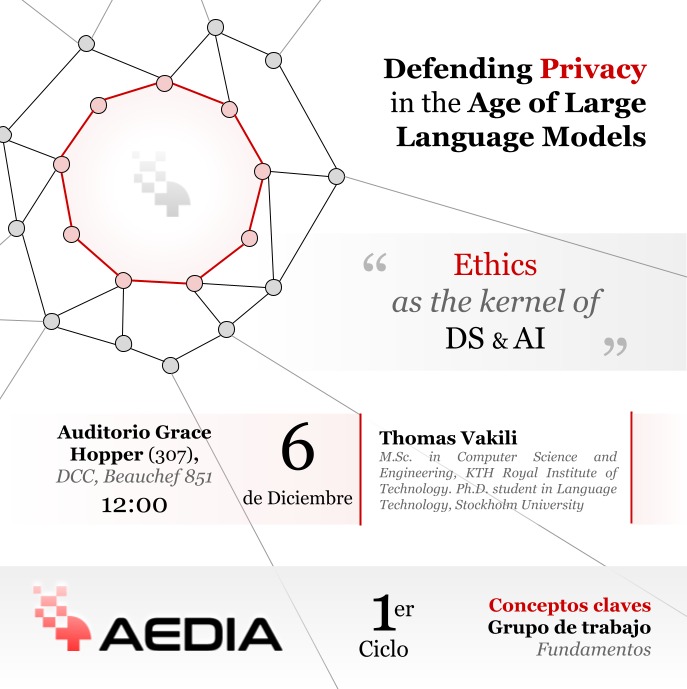 Defending Privacy
in the Age of Large
Language Models
“ Ethics
as the kernel of
DS & AI ”
Auditorio Grace
Hopper (307),
DCC, Beauchef 851
12:00
6
de Diciembre
Thomas Vakili
M.Sc. in Computer Science and
Engineering, KTH Royal Institute of
Technology. Ph.D. student in Language
Technology, Stockholm University
AEDIA
1er
Ciclo
Conceptos claves
Grupo de trabajo
Fundamentos